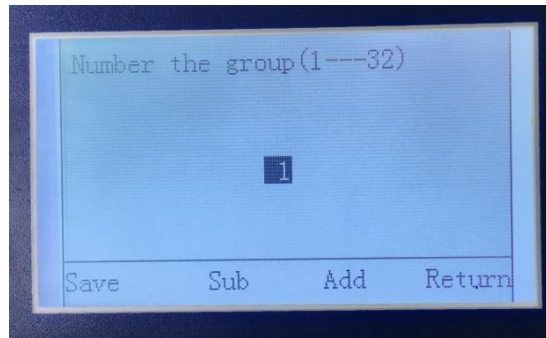 Number the group(1---32)
1
Save Sub Add Return